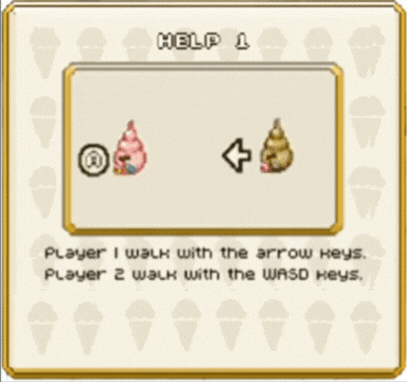 HELP 1
A
Player 1 walk with the arrow keys.
Player 2 walk with the WASD keys.